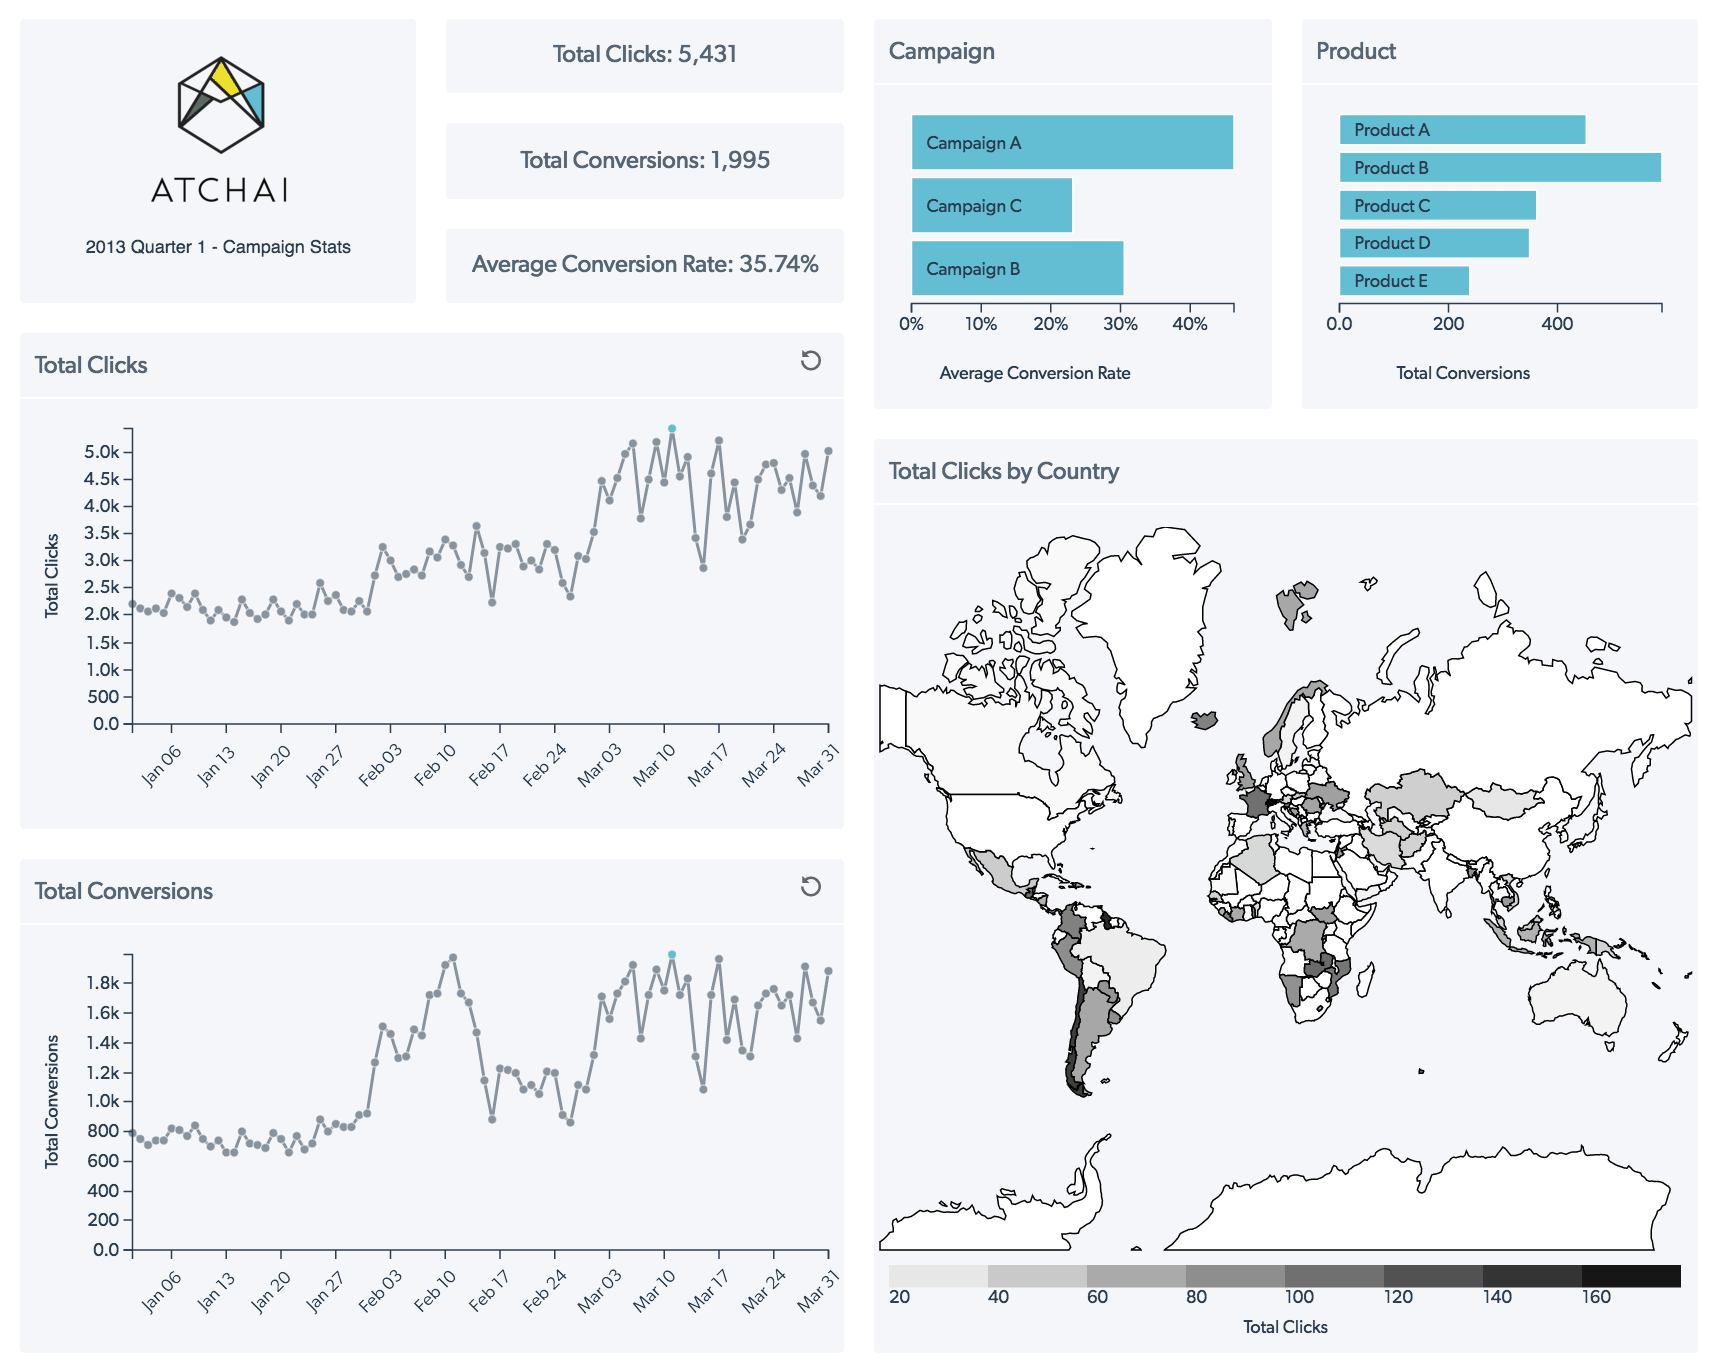 ATCHAI
2013 Quarter 1 - Campaign Stats
Total Clicks: 5,431
Total Conversions: 1,995
Average Conversion Rate: 35.74%
Campaign
Campaign A
Campaign C
Campaign B
0% 10% 20% 30% 40%
Average Conversion Rate
Product
Product A
Product B
Product C
Product D
Product E
0.0 200 400
Total Conversions
Total Clicks
Total Clicks
5.0k
4.5k
4.0k
3.5k
3.0k
2.5k
2.0k
1.5k
1.0k
500
0.0
Jan 06 Jan 13 Jan 20 Jan 27 Feb 03 Feb 10 Feb 17 Feb 24 Mar 03 Mar 10 Mar 17 Mar 24 Mar 31
Total Conversions
Total Conversions
1.8k
1.6k
1.4k
1.2k
1.0k
800
600
400
200
0.0
Jan 06 Jan 13 Jan 20 Jan 27 Feb 03 Feb 10 Feb 17 Feb 24 Mar 03 Mar 10 Mar 17 Mar 24 Mar 31
Total Clicks by Country
20 40 60 80 100 120 140 160
Total Clicks